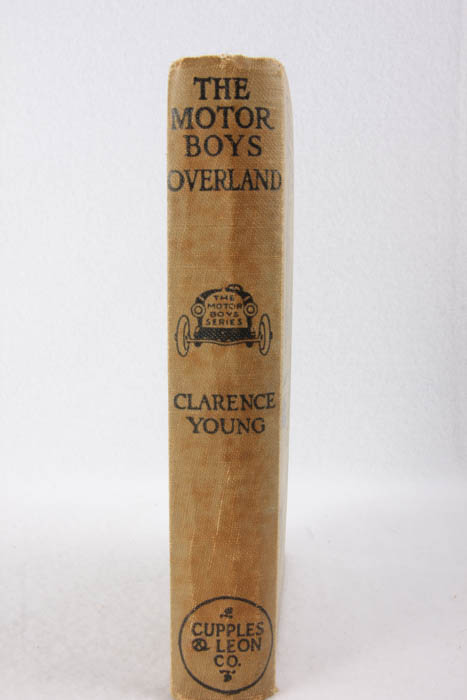 THE
MOTOR
BOYS
OVERLAND
THE
MOTOR
BOYS
SERIES
CLARENCE
YOUNG
CUPPLES
& LEON
CO.